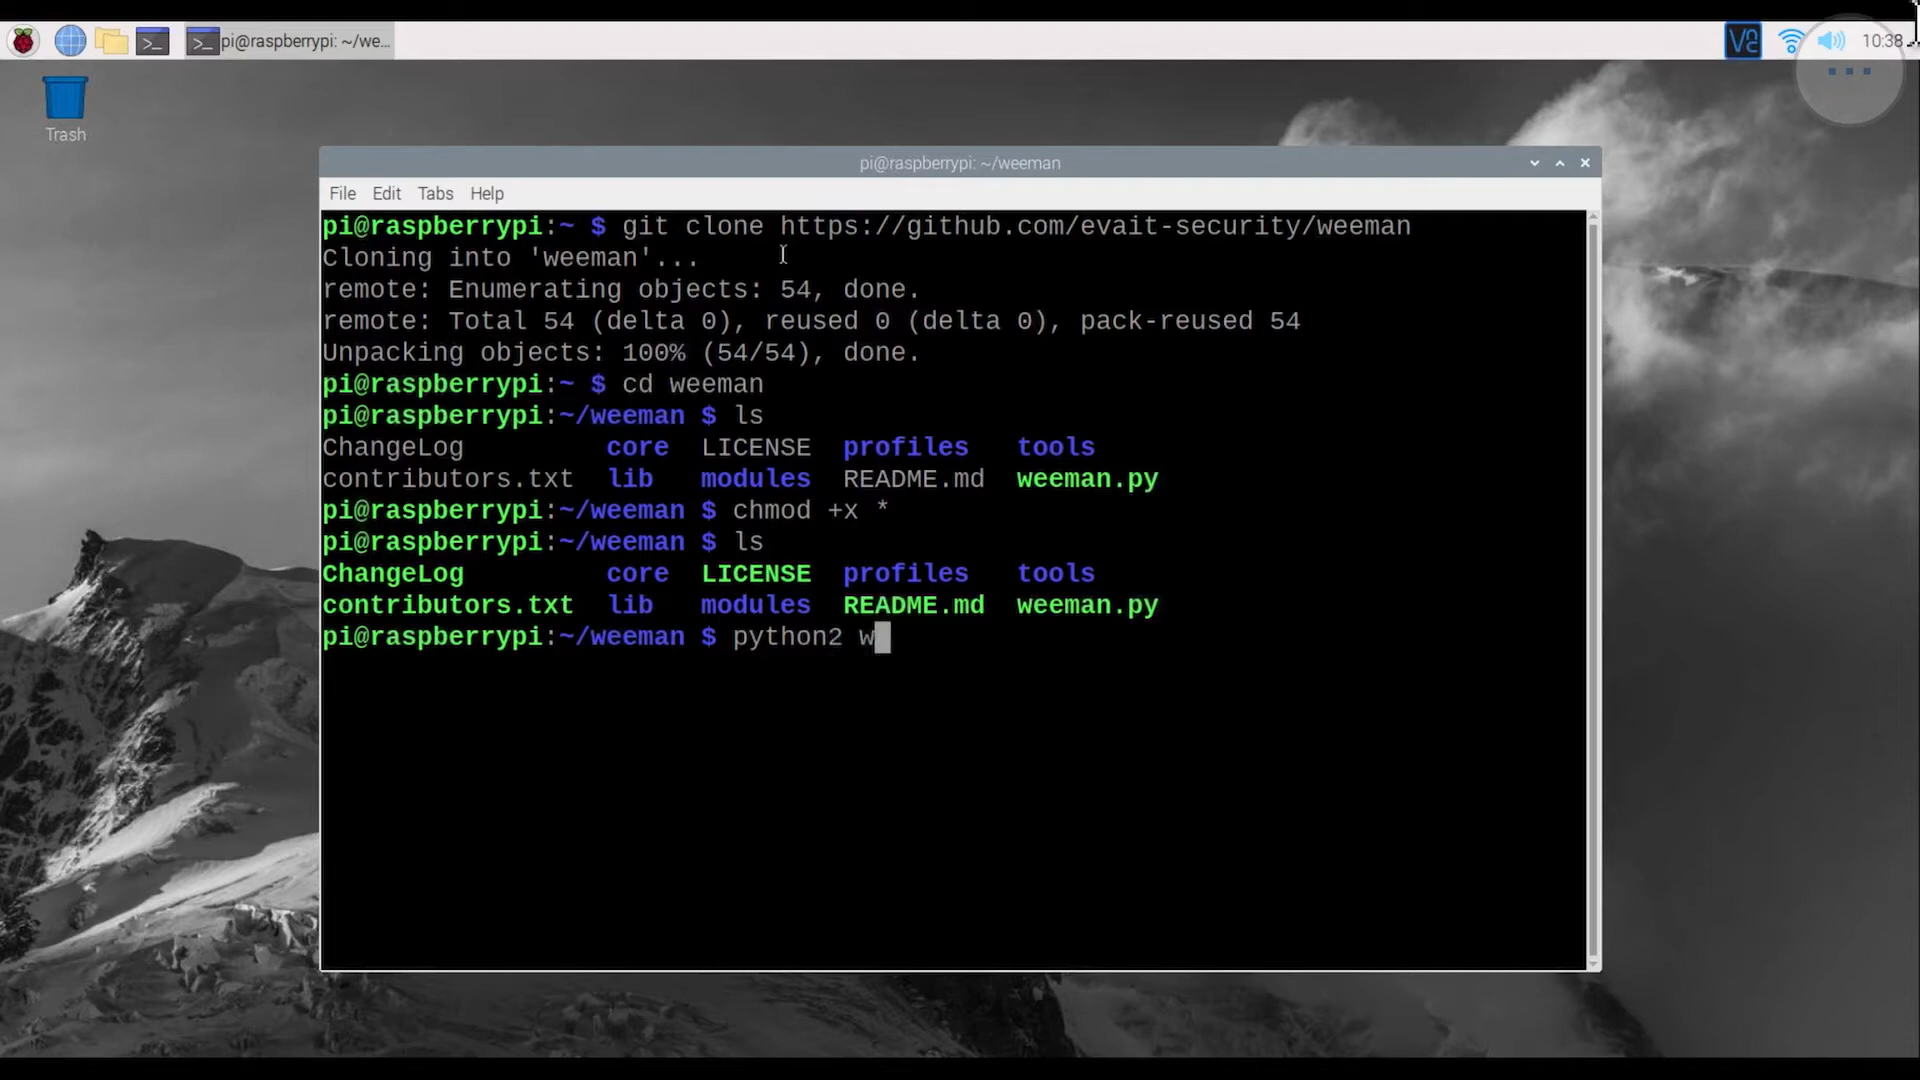 pi@raspberrypi: ~/we...
10:38
Trash
pi@raspberrypi: ~/weeman
File Edit Tabs Help
pi@raspberrypi:~ $ git clone https://github.com/evait-security/weeman
Cloning into 'weeman'...
remote: Enumerating objects: 54, done.
remote: Total 54 (delta 0), reused 0 (delta 0), pack-reused 54
Unpacking objects: 100% (54/54), done.
pi@raspberrypi:~ $ cd weeman
pi@raspberrypi:~/weeman $ ls
ChangeLog core LICENSE profiles tools
contributors.txt lib modules README.md weeman.py
pi@raspberrypi:~/weeman $ chmod +x *
pi@raspberrypi:~/weeman $ ls
ChangeLog core LICENSE profiles tools
contributors.txt lib modules README.md weeman.py
pi@raspberrypi:~/weeman $ python2 w